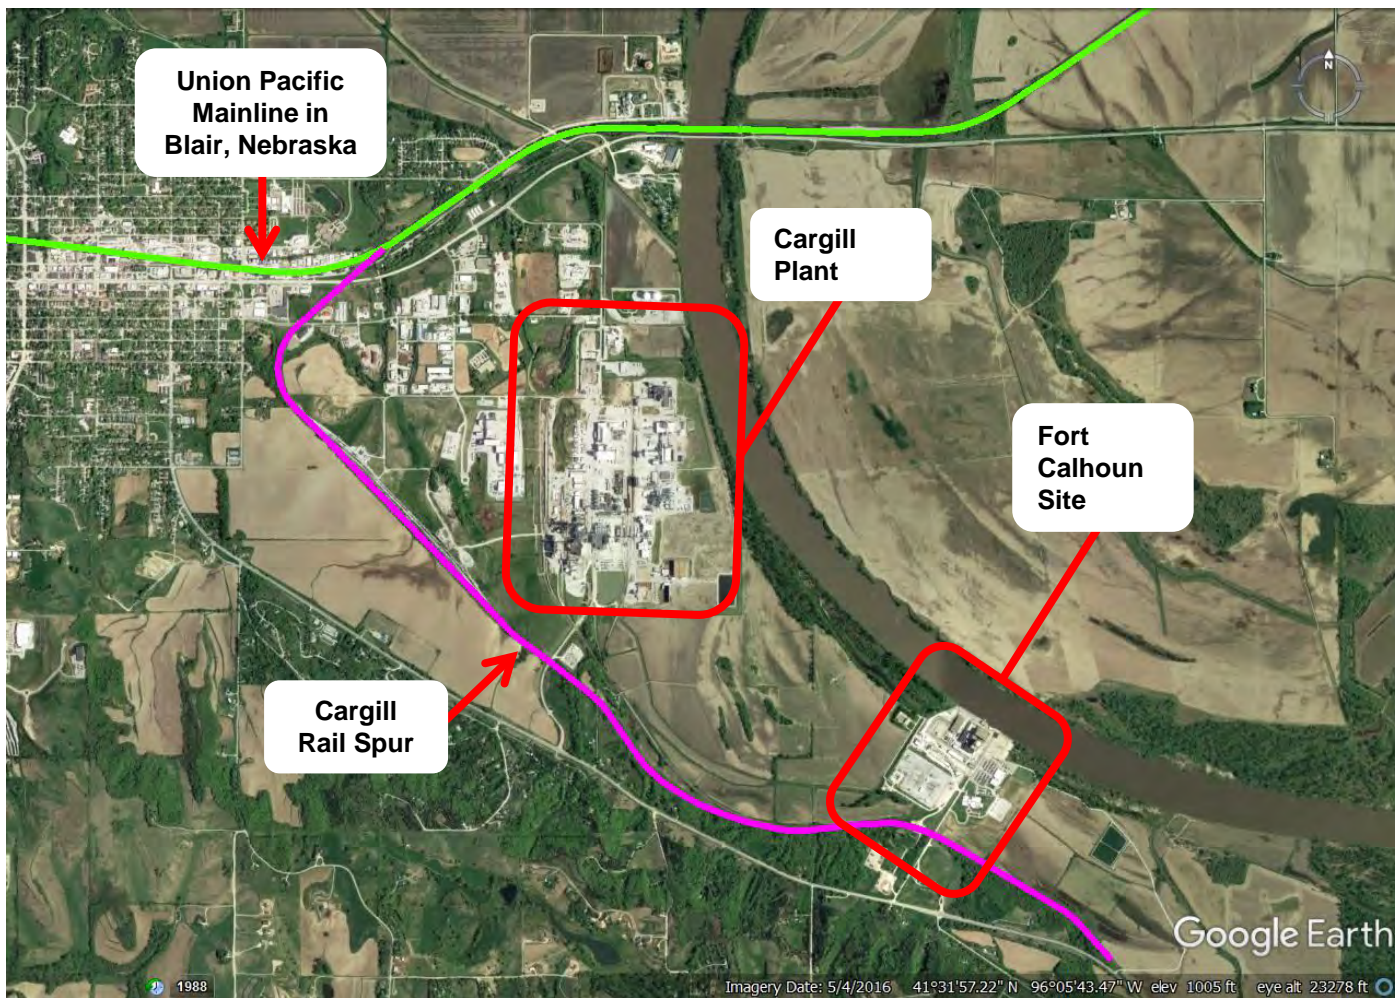 Union Pacific
Mainline in
Blair, Nebraska
N
Cargill
Plant
Fort
Calhoun
Site
Cargill
Rail Spur
Google Earth
1988
Imagery Date: 5/4/2016 41°31'57.22" N 96°05'43.47" W elev 1005 ft eye alt 23278 ft